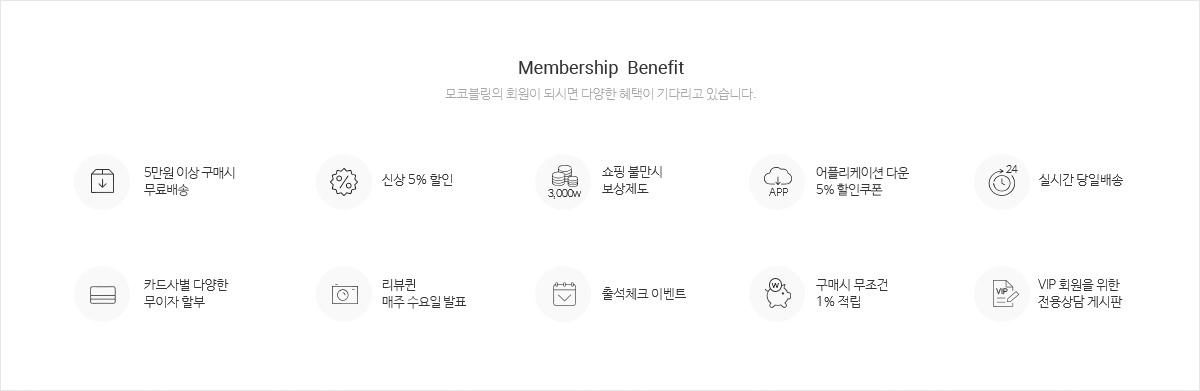 Membership Benefit
모코블링의 회원이 되시면 다양한 혜택이 기다리고 있습니다.
5만원 이상 구매시
무료배송
신상 5% 할인
3,000w
쇼핑 불만시
보상제도
APP
어플리케이션 다운
5% 할인쿠폰
24
실시간 당일배송
카드사별 다양한
무이자 할부
리뷰퀸
매주 수요일 발표
출석체크 이벤트
W
구매시 무조건
1% 적립
VIP
VIP 회원을 위한
전용상담 게시판